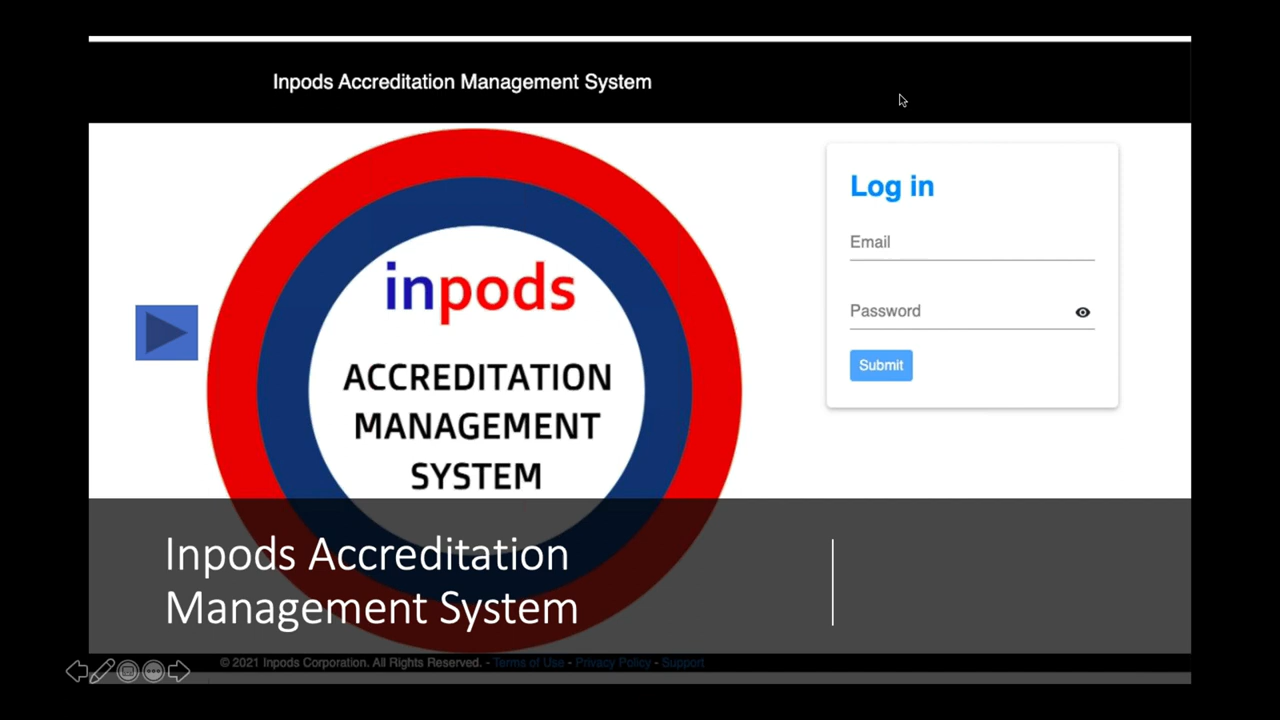 Inpods Accreditation Management System
Log in
Email
Password
Submit
inpods
ACCREDITATION
MANAGEMENT
SYSTEM
Inpods Accreditation
Management System
© 2021 Inpods Corporation. All Rights Reserved. - Terms of Use - Privacy Policy - Support